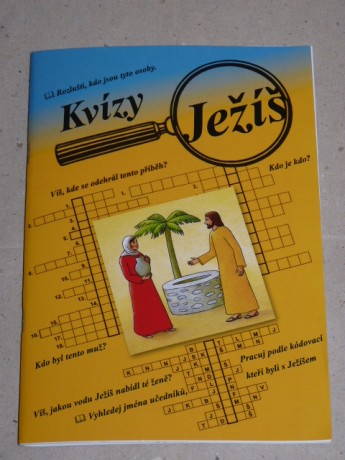 Rozlušti, kdo jsou tyto osoby.
Kvízy
Ježíš
Víš, kde se odehrál tento příběh?
Kdo je kdo?
Kdo byl tento muž?
Pracuj podle kódovací
Víš, jakou vodu Ježíš nabídl té ženě?
kteří byli s Ježíšem
Vyhledej jména učedníků,